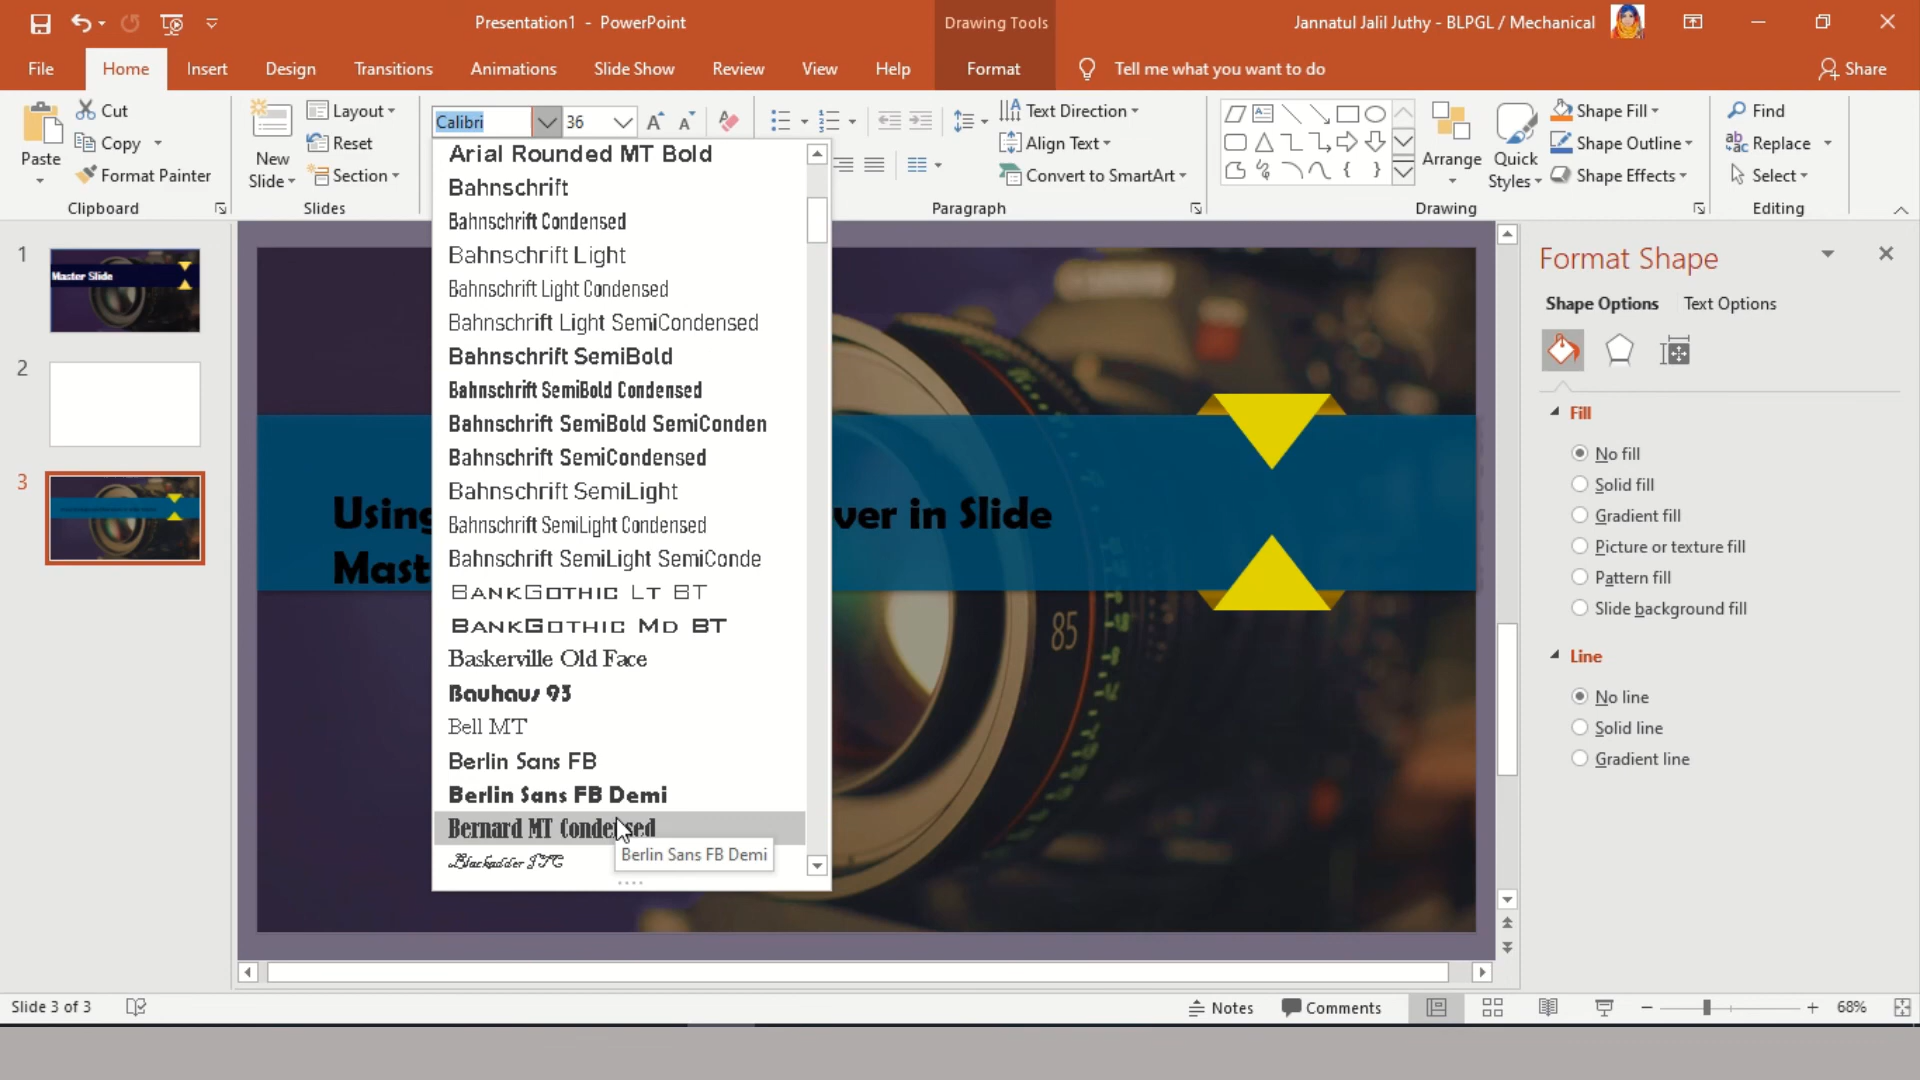 Presentation1 - PowerPoint
Drawing Tools
Jannatul Jalil Juthy - BLPGL / Mechanical
File
Home
Insert
Design
Transitions
Animations
Slide Show
Review
View
Help
Format
Tell me what you want to do
Share
Paste
Cut
Copy
Format Painter
Clipboard
New
Slide
Layout
Reset
Section
Slides
Calibri
36
Text Direction
Align Text
Convert to SmartArt
Paragraph
Arrange
Quick
Styles
Shape Fill
Shape Outline
Shape Effects
Drawing
Find
Replace
Select
Editing
Arial Rounded MT Bold
Bahnschrift
Bahnschrift Condensed
Bahnschrift Light
Bahnschrift Light Condensed
Bahnschrift Light SemiCondensed
Bahnschrift SemiBold
Bahnschrift SemiBold Condensed
Bahnschrift SemiBold SemiConden
Bahnschrift SemiCondensed
Bahnschrift SemiLight
Bahnschrift SemiLight Condensed
Bahnschrift SemiLight SemiConde
BankGothic Lt BT
BankGothic Md BT
Baskerville Old Face
Bauhaus 93
Bell MT
Berlin Sans FB
Berlin Sans FB Demi
Bernard MT Condensed
Blackadder ITC
Berlin Sans FB Demi
1
Master Slide
2
3
Using ver in Slide
Mast
85
Format Shape
Shape Options
Text Options
Fill
No fill
Solid fill
Gradient fill
Picture or texture fill
Pattern fill
Slide background fill
Line
No line
Solid line
Gradient line
Slide 3 of 3
Notes
Comments
68%